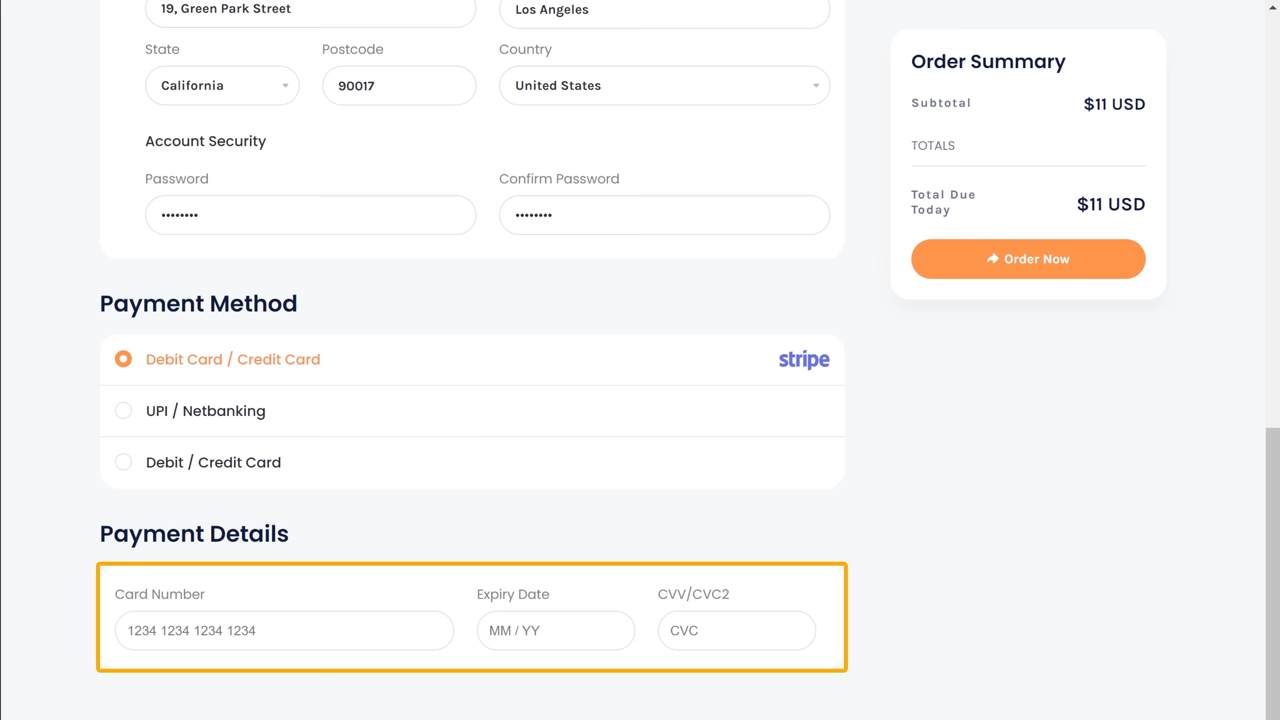 19, Green Park Street
Los Angeles
State
Postcode
Country
California
90017
United States
Account Security
Password
Confirm Password
••••••••
••••••••
Payment Method
Debit Card / Credit Card
stripe
UPI / Netbanking
Debit / Credit Card
Payment Details
Card Number
Expiry Date
CVV/CVC2
1234 1234 1234 1234
MM / YY
CVC
Order Summary
Subtotal
$11 USD
TOTALS
Total Due
Today
$11 USD
Order Now